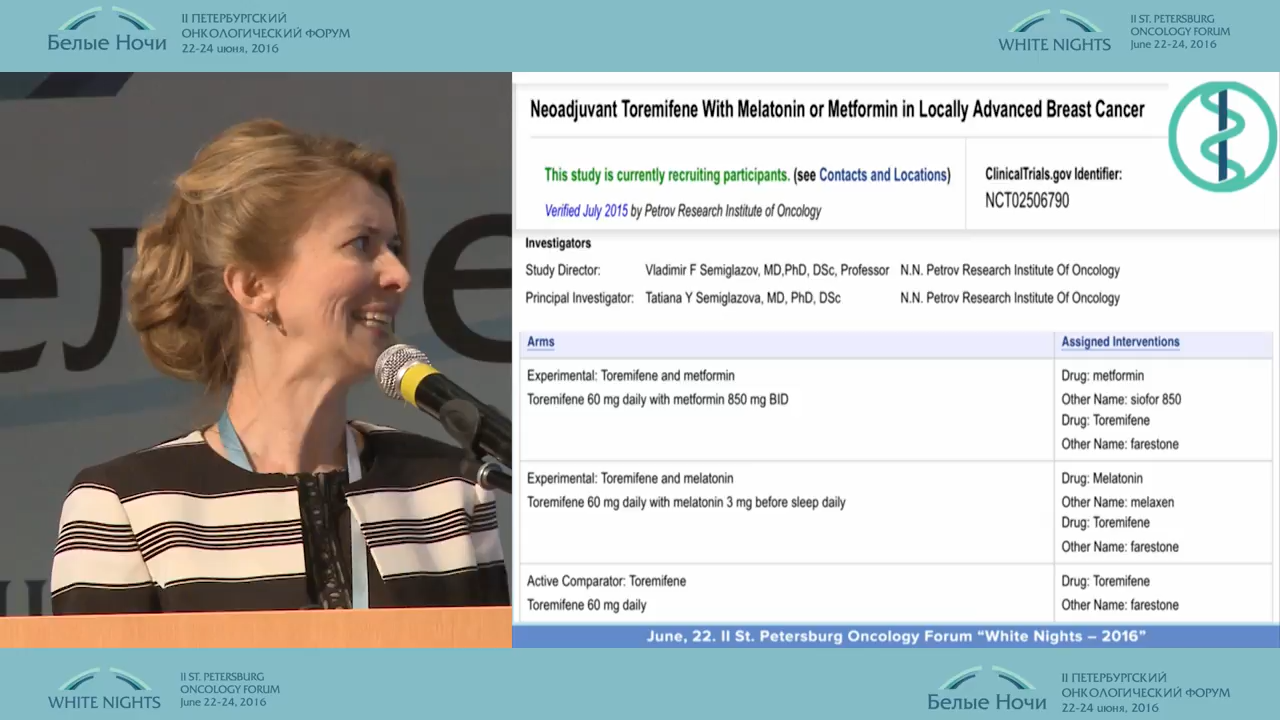 II ПЕТЕРБУРГСКИЙ
ОНКОЛОГИЧЕСКИЙ ФОРУМ
Белые Ночи
22-24 июня, 2016
II ST. PETERSBURG
ONCOLOGY FORUM
WHITE NIGHTS
June 22-24, 2016
Neoadjuvant Toremifene With Melatonin or Metformin in Locally Advanced Breast Cancer
This study is currently recruiting participants. (see Contacts and Locations)
Verified July 2015 by Petrov Research Institute of Oncology
ClinicalTrials.gov Identifier:
NCT02506790
Investigators
Study Director: Vladimir F Semiglazov, MD,PhD, DSc, Professor N.N. Petrov Research Institute Of Oncology
Principal Investigator: Tatiana Y Semiglazova, MD, PhD, DSc N.N. Petrov Research Institute Of Oncology
Arms Assigned Interventions
Experimental: Toremifene and metformin
Toremifene 60 mg daily with metformin 850 mg BID
Drug: metformin
Other Name: siofor 850
Drug: Toremifene
Other Name: farestone
Experimental: Toremifene and melatonin
Toremifene 60 mg daily with melatonin 3 mg before sleep daily
Drug: Melatonin
Other Name: melaxen
Drug: Toremifene
Other Name: farestone
Active Comparator: Toremifene
Toremifene 60 mg daily
Drug: Toremifene
Other Name: farestone
June, 22. II St. Petersburg Oncology Forum “White Nights – 2016”
II ST. PETERSBURG
ONCOLOGY FORUM
WHITE NIGHTS
June 22-24, 2016
II ПЕТЕРБУРГСКИЙ
ОНКОЛОГИЧЕСКИЙ ФОРУМ
Белые Ночи
22-24 июня, 2016